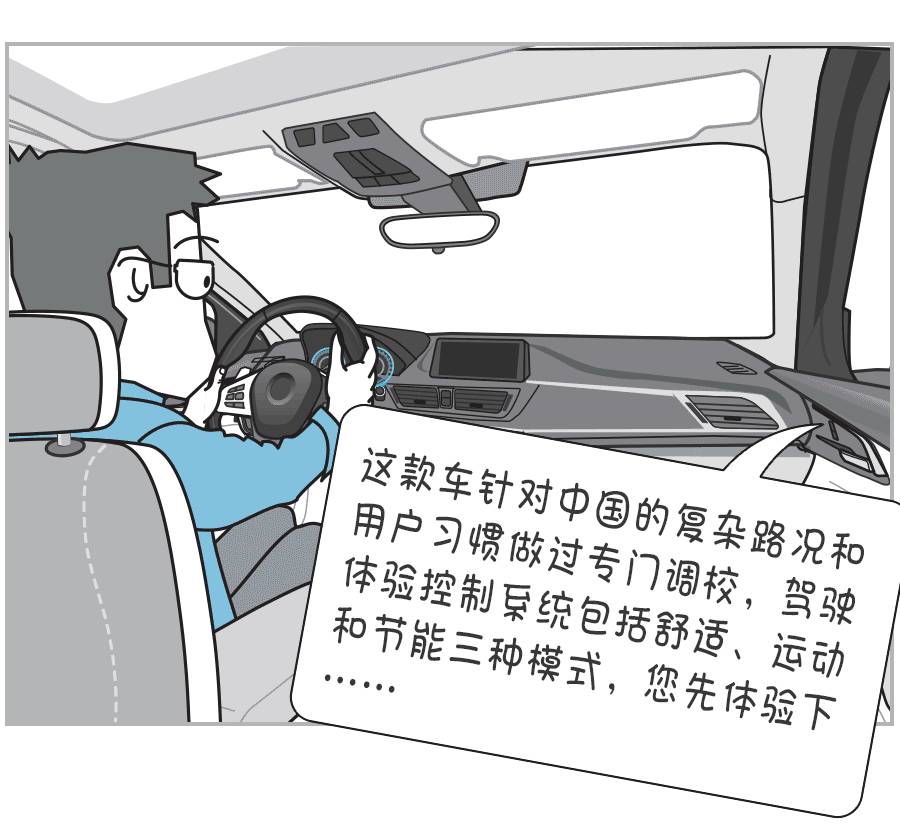 这款车针对中国的复杂路况和
用户习惯做过专门调校，驾驶
体验控制系统包括舒适、运动
和节能三种模式，您先体验下
……